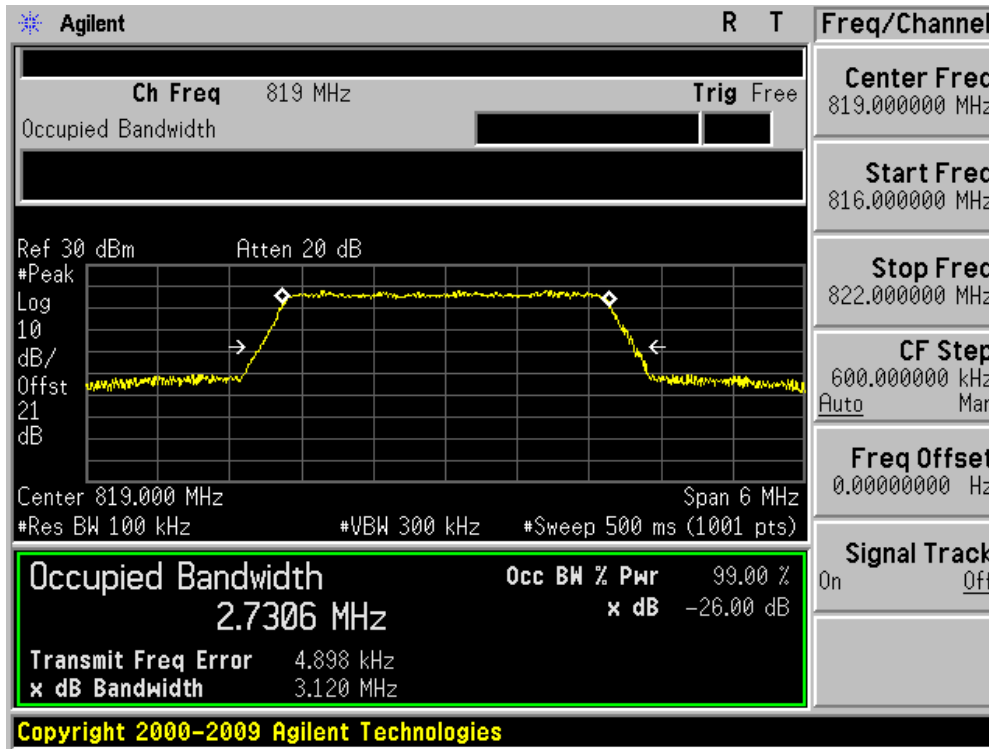 Agilent R T
Freq/Channel
Ch Freq 819 MHz Trig Free
Occupied Bandwidth
Center Freq
819.000000 MHz
Start Freq
816.000000 MHz
Stop Freq
822.000000 MHz
CF Step
600.000000 kHz
Auto Man
Freq Offset
0.00000000 Hz
Signal Track
On Off
Ref 30 dBm Atten 20 dB
#Peak
Log
10
dB/
Offst
21
dB
Center 819.000 MHz Span 6 MHz
#Res BW 100 kHz #VBW 300 kHz #Sweep 500 ms (1001 pts)
Occupied Bandwidth Occ BW % Pwr 99.00 %
2.7306 MHz x dB -26.00 dB
Transmit Freq Error 4.898 kHz
x dB Bandwidth 3.120 MHz
Copyright 2000-2009 Agilent Technologies